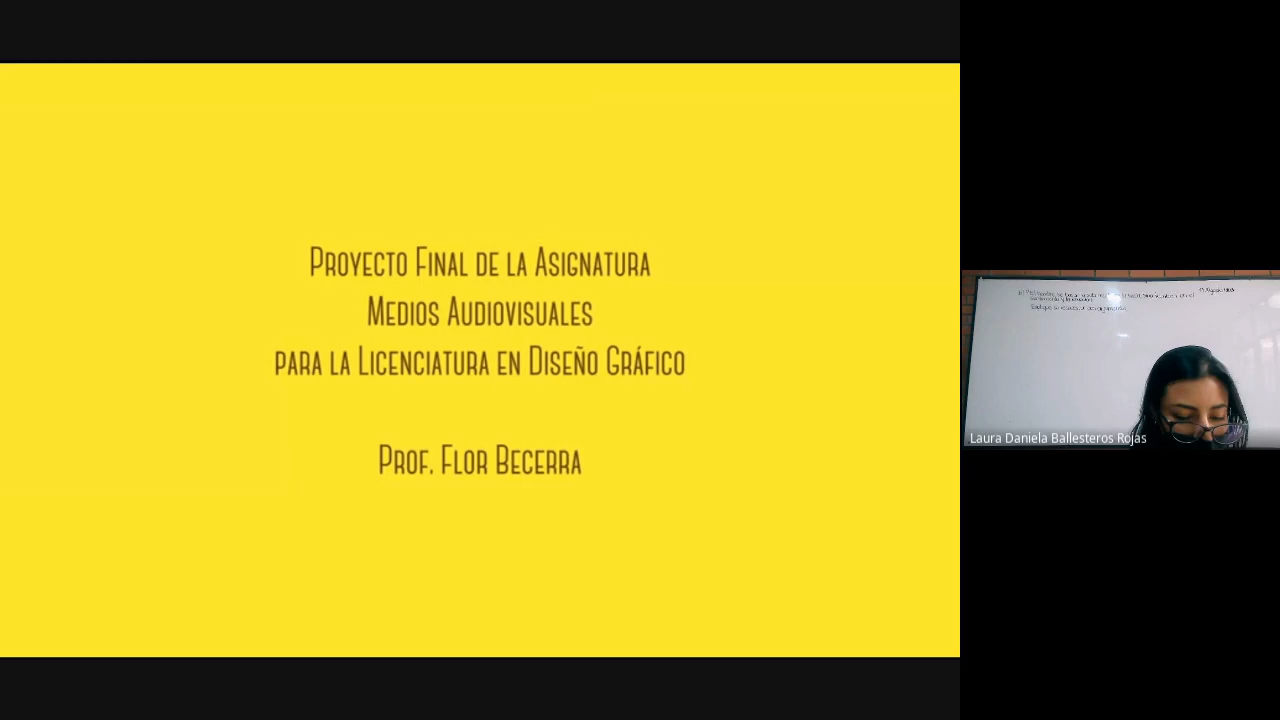 Proyecto Final de la Asignatura
Medios Audiovisuales
para la Licenciatura en Diseño Gráfico
Prof. Flor Becerra
Laura Daniela Ballesteros Rojas